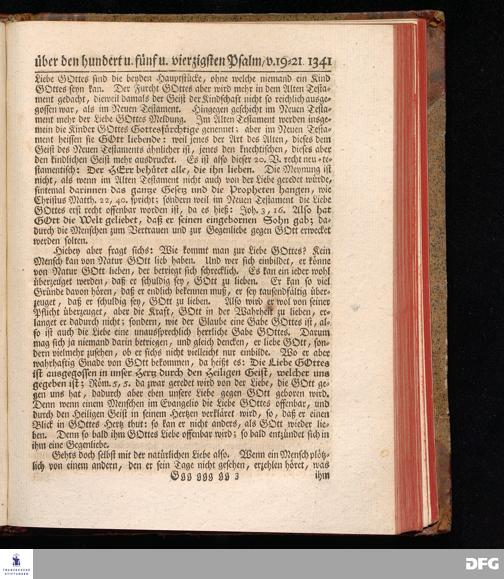 über den hundert u. fünf u. vierzigsten Psalm/ v. 19-21. 1341
Liebe GOttes sind die beyden Hauptstücke, ohne welche niemand ein Kind
GOttes seyn kan. Der Furcht GOttes aber wird mehr in dem Alten Testa-
ment gedacht, dieweil damals der Geist der Kindschafft nicht so reichlich ausge-
gossen war, als im Neuen Testament. Hingegen geschicht im Neuen Testa-
ment mehr der Liebe GOttes Meldung. Im Alten Testament werden insge-
mein die Kinder GOttes Gottesfürchtige genennet; aber im Neuen Testa-
ment heissen sie GOtt liebende: weil jenes der Art des Alten, dieses dem
Geist des Neuen Testaments ähnlicher ist, jenes den knechtischen, dieses aber
den kindlichen Geist mehr ausdrucket. Es ist also dieser 20. V. recht neu-te-
stamentisch: Der HErr behütet alle, die ihn lieben. Die Meynung ist
nicht, als wenn im Alten Testament nicht auch von der Liebe geredet würde,
sintemal darinnen das gantze Gesetz und die Propheten hangen, wie
Christus Matth. 22, 40. spricht; sondern weil im Neuen Testament die Liebe
GOttes erst recht offenbar worden ist, da es hieß: Joh. 3, 16. Also hat
GOtt die Welt geliebet, daß er seinen eingebornen Sohn gab; da-
durch die Menschen zum Vertrauen und zur Gegenliebe gegen GOtt erwecket
werden solten.
Hiebey aber fragt sichs: Wie kommt man zur Liebe GOttes? Kein
Mensch kan von Natur GOtt lieb haben. Und wer sich einbildet, er könne
von Natur GOtt lieben, der betriegt sich schrecklich. Es kan ein ieder wohl
überzeuget werden, daß er schuldig sey, GOtt zu lieben. Er kan so viel
Gründe davon hören, daß er endlich bekennen muß, er sey tausendfältig über-
zeuget, daß er schuldig sey, GOtt zu lieben. Also wird er wol von seiner
Pflicht überzeuget, aber die Kraft, GOtt in der Wahrheit zu lieben, er-
langet er dadurch nicht; sondern, wie der Glaube eine Gabe GOttes ist, al-
so ist auch die Liebe eine unaussprechlich herrliche Gabe GOttes. Darum
mag sich ja niemand darin betriegen, und gleich dencken, er liebe GOtt, son-
dern vielmehr zusehen, ob er sichs nicht vielleicht nur einbilde. Wo er aber
wahrhaftig Gnade von GOtt bekommen, da heißt es: Die Liebe GOttes
ist ausgegossen in unser Hertz durch den Heiligen Geist, welcher uns
gegeben ist; Röm. 5, 5. da zwar geredet wird von der Liebe, die GOtt ge-
gen uns hat, dadurch aber eben unsere Liebe gegen GOtt geboren wird.
Denn wenn einem Menschen im Evangelio die Liebe GOttes offenbar, und
durch den Heiligen Geist in seinem Hertzen verkläret wird, so, daß er einen
Blick in GOttes Hertz thut: so kan er nicht anders, als GOtt wieder lie-
ben. Denn so bald ihm GOttes Liebe offenbar wird; so bald entzündet sich in
ihm eine Gegenliebe.
Gehts doch selbst mit der natürlichen Liebe also. Wenn ein Mensch plötz-
lich von einem andern, den er sein Tage nicht gesehen, erzehlen höret, was
Ggg ggg gg 3 ihm
FRANCKESCHE
STIFTUNGEN
DFG